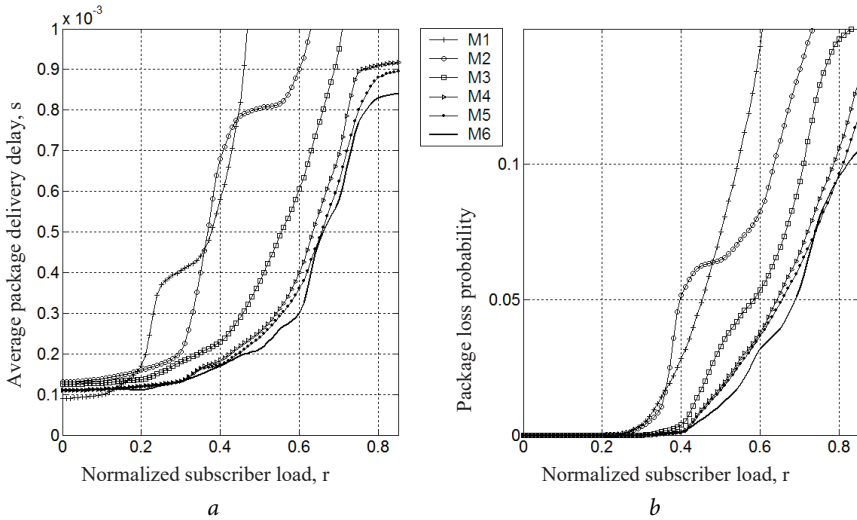 1 × 10⁻³
1
0.9
0.8
0.7
0.6
0.5
0.4
0.3
0.2
0.1
0
0 0.2 0.4 0.6 0.8
Average package delivery delay, s
Normalized subscriber load, r
a
M1
M2
M3
M4
M5
M6
0.1
0.05
0
0 0.2 0.4 0.6 0.8
Package loss probability
Normalized subscriber load, r
b